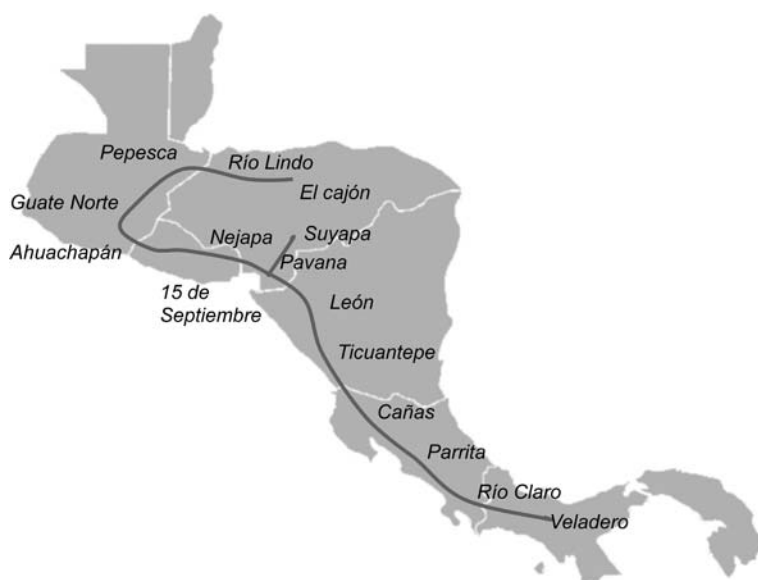 Pepesca
Río Lindo
El cajón
Guate Norte
Nejapa
Suyapa
Ahuachapán
Pavana
15 de
Septiembre
León
Ticuantepe
Cañas
Parrita
Río Claro
Veladero